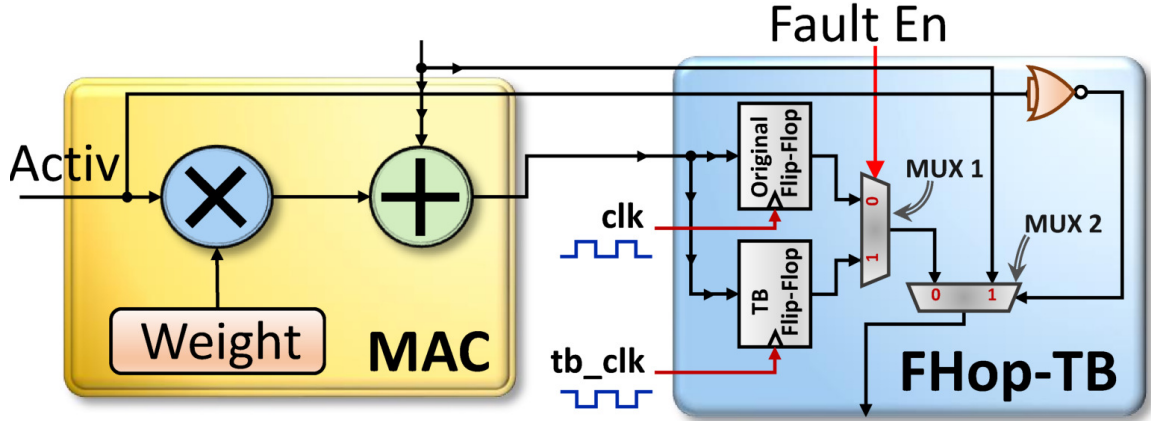 Fault En
Activ
Original
Flip-Flop
MUX 1
0
clk
MUX 2
1
TB
Flip-Flop
0 1
Weight
MAC
tb_clk
FHop-TB